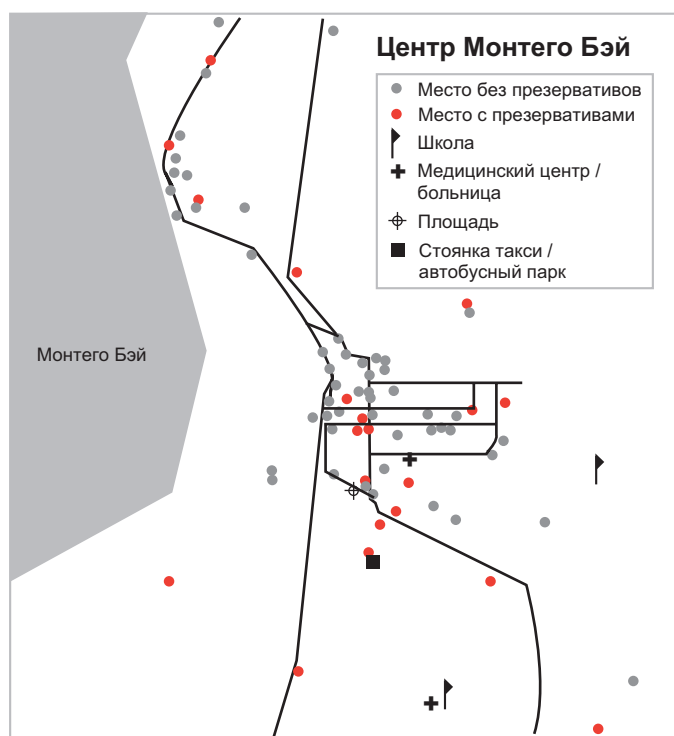 Центр Монтего Бэй
Место без презервативов
Место с презервативами
Школа
Медицинский центр /
больница
Площадь
Стоянка такси /
автобусный парк
Монтего Бэй